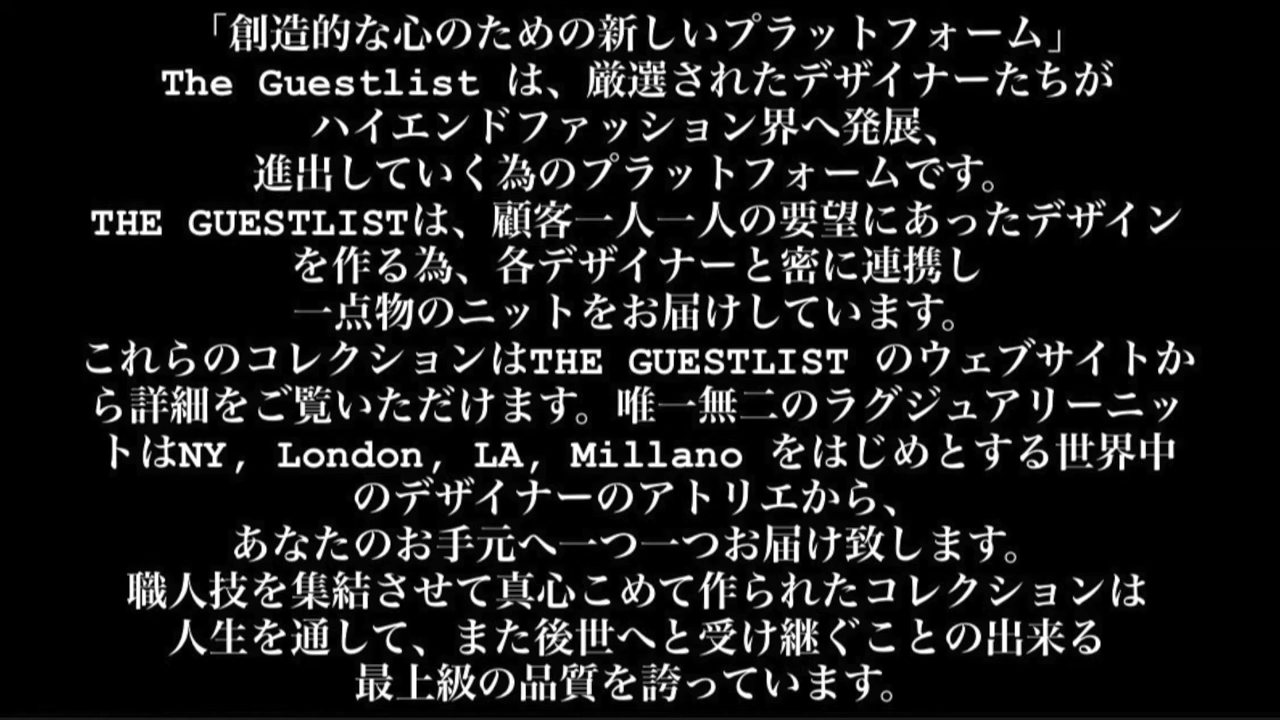 「創造的な心のための新しいプラットフォーム」
The Guestlist は、厳選されたデザイナーたちが
ハイエンドファッション界へ発展、
進出していく為のプラットフォームです。
THE GUESTLISTは、顧客一人一人の要望にあったデザイン
を作る為、各デザイナーと密に連携し
一点物のニットをお届けしています。
これらのコレクションはTHE GUESTLIST のウェブサイトか
ら詳細をご覧いただけます。唯一無二のラグジュアリーニッ
トはNY, London, LA, Millano をはじめとする世界中
のデザイナーのアトリエから、
あなたのお手元へ一つ一つお届け致します。
職人技を集結させて真心こめて作られたコレクションは
人生を通して、また後世へと受け継ぐことの出来る
最上級の品質を誇っています。